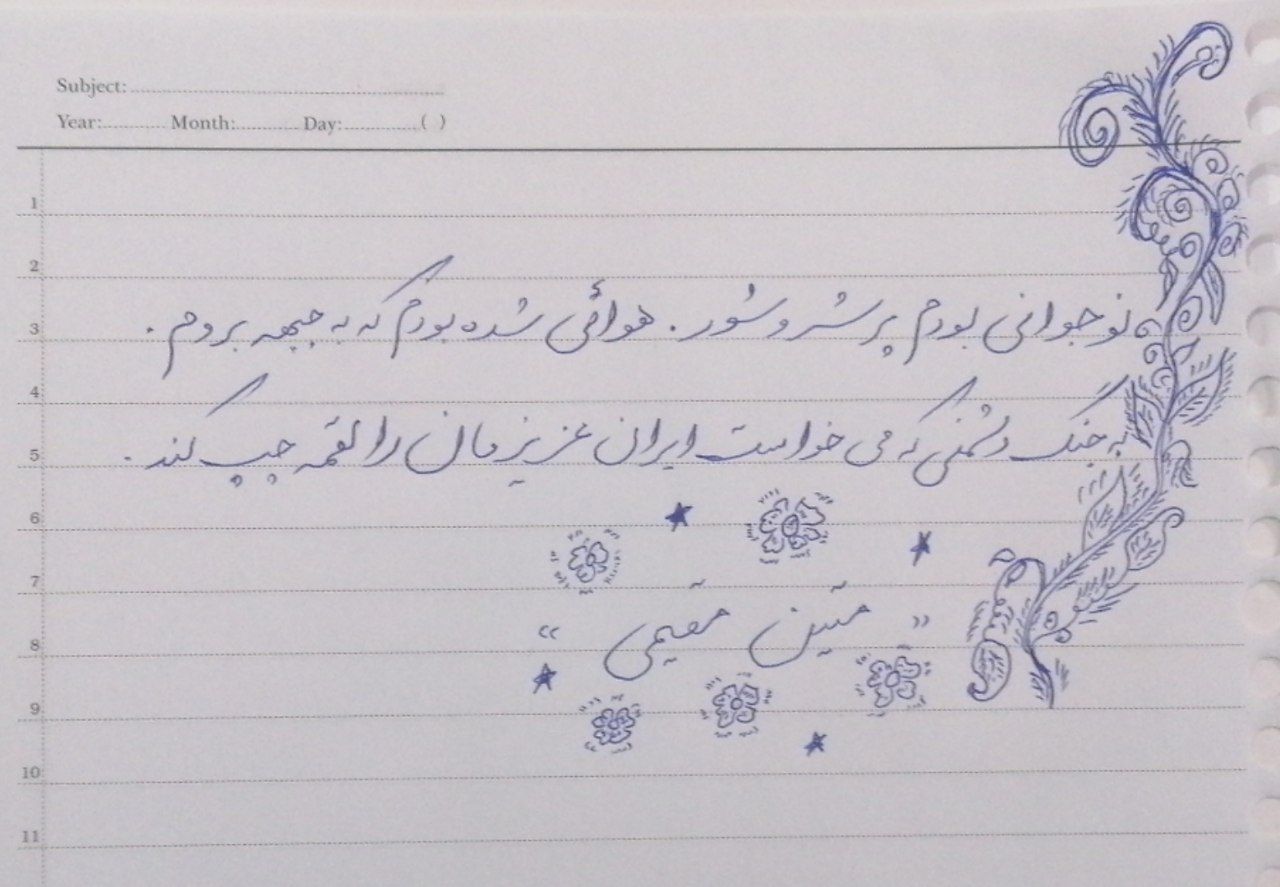 Subject:
Year: Month: Day: ( )
1
2
نوجوانی بودم پر شر و شور. هوائی شده بودم که به جبهه بروم.
3
4
به جنگ دشمنی که می خواست ایران عزیزمان را لقمه چپ کند.
5
6
7
« متین مقیمی »
8
9
10
11